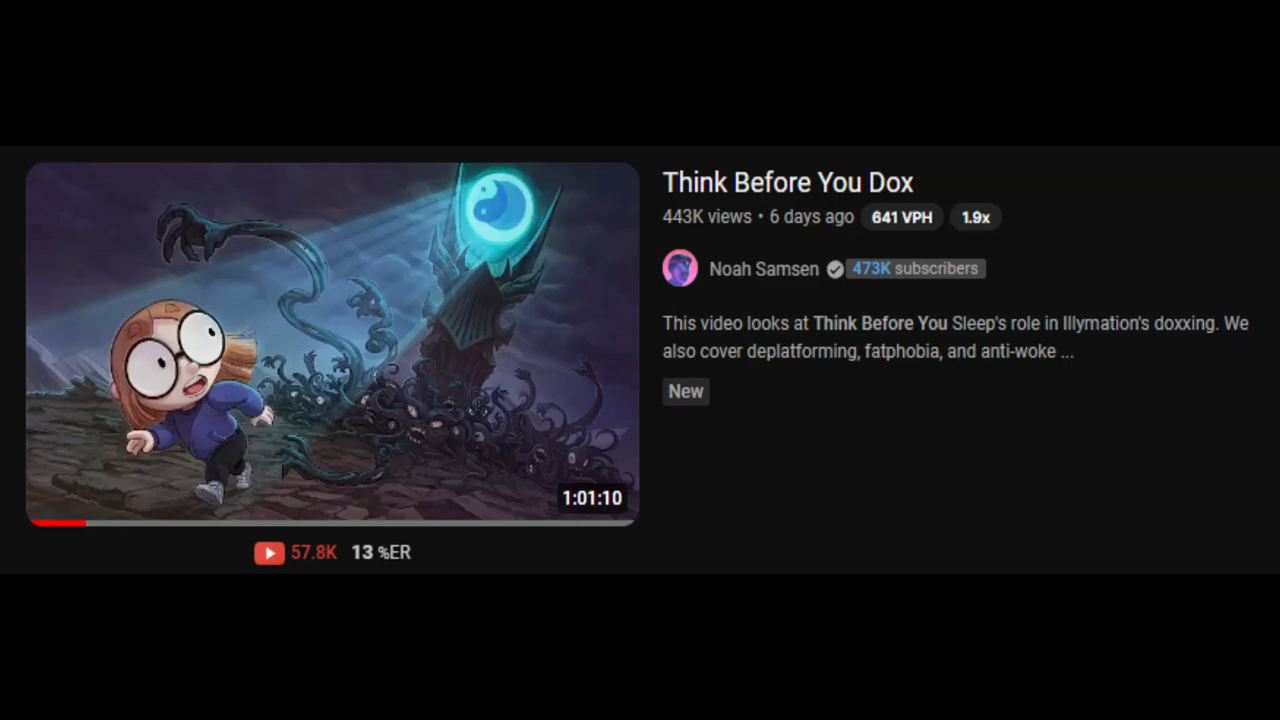 Think Before You Dox
443K views • 6 days ago 641 VPH 1.9x
Noah Samsen 473K subscribers
This video looks at Think Before You Sleep's role in Illymation's doxxing. We
also cover deplatforming, fatphobia, and anti-woke ...
New
1:01:10
57.8K 13 %ER